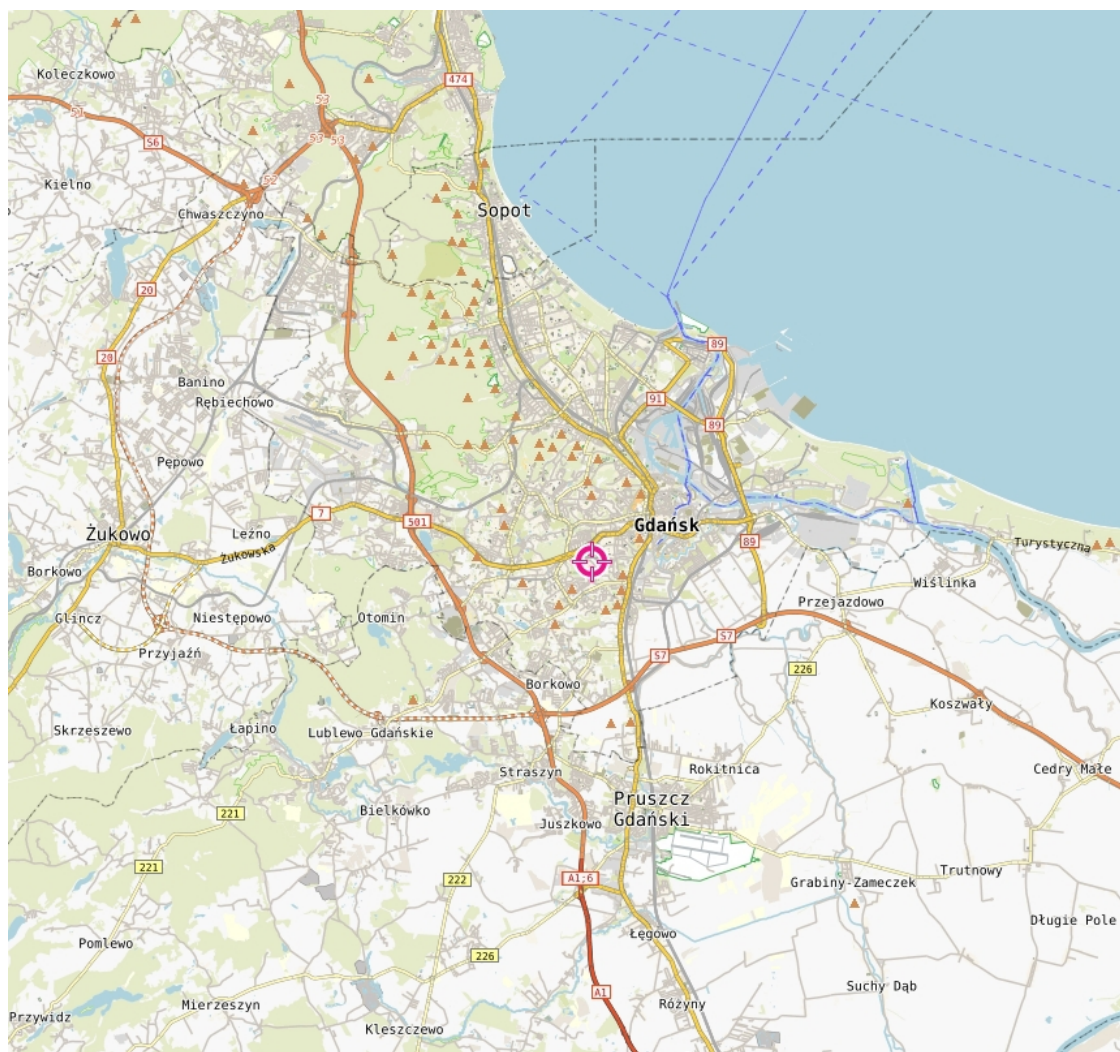 Koleczkowo
474
53
51
S6
53 53
52
Kielno
Chwaszczyno
Sopot
20
20
89
Banino
Rębiechowo
91
89
Pępowo
7
501
Gdańsk
Żukowo
Leźno
Żukowska
89
Turystyczna
Borkowo
Wiślinka
Glincz
Niestępowo
Otomin
Przejazdowo
Przyjaźń
S7
S7
226
Borkowo
Skrzeszewo
Łapino
Lublewo Gdańskie
Koszwały
Straszyn
Rokitnica
Cedry Małe
221
Bielkówko
Juszkowo
Pruszcz
Gdański
221
222
A1;6
Grabiny-Zameczek
Trutnowy
Pomlewo
226
Łęgowo
Długie Pole
Mierzeszyn
A1
Różyny
Suchy Dąb
Przywidz
Kleszczewo